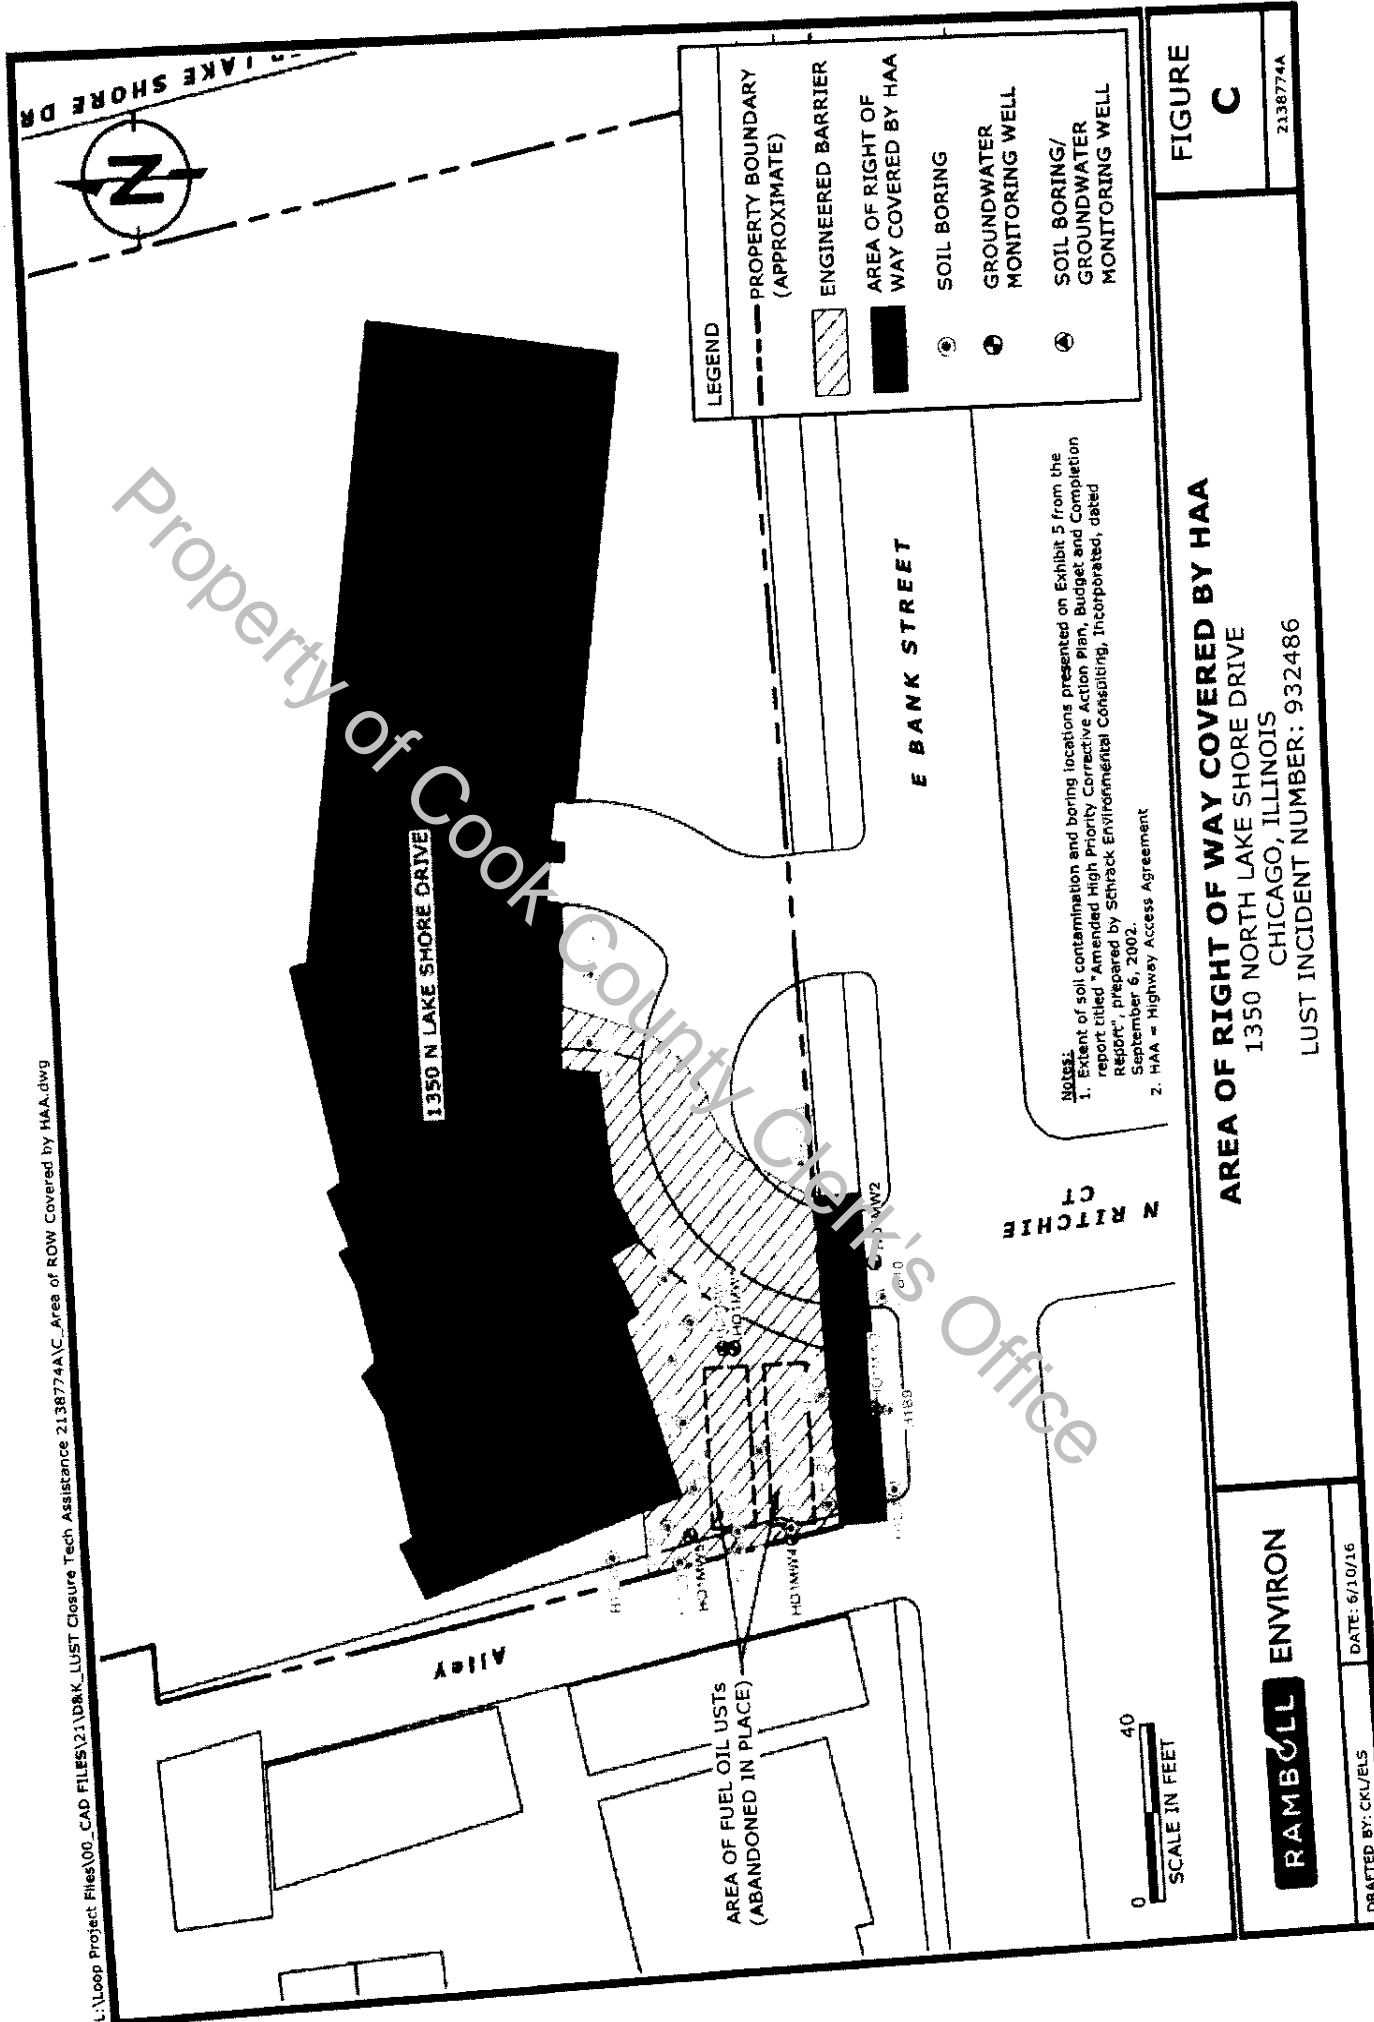 L:\Loop Project Files\00_CAD FILES\21\D&K_LUST Closure Tech Assistance 2138774A\C_Area of ROW Covered by HAA.dwg
LAKE SHORE DR
N
1350 N LAKE SHORE DRIVE
Alley
AREA OF FUEL OIL USTs
(ABANDONED IN PLACE)
HO1MW5
HO1MW4
MW2
E BANK STREET
N RITCHIE
CT
LEGEND
PROPERTY BOUNDARY
(APPROXIMATE)
ENGINEERED BARRIER
AREA OF RIGHT OF
WAY COVERED BY HAA
SOIL BORING
GROUNDWATER
MONITORING WELL
SOIL BORING/
GROUNDWATER
MONITORING WELL
Notes:
1. Extent of soil contamination and boring locations presented on Exhibit 5 from the
report titled "Amended High Priority Corrective Action Plan, Budget and Completion
Report", prepared by Schrack Environmental Consulting, Incorporated, dated
September 6, 2002.
2. HAA = Highway Access Agreement
0
40
SCALE IN FEET
RAMBOLL ENVIRON
DRAFTED BY: CKL/ELS
DATE: 6/10/16
AREA OF RIGHT OF WAY COVERED BY HAA
1350 NORTH LAKE SHORE DRIVE
CHICAGO, ILLINOIS
LUST INCIDENT NUMBER: 932486
FIGURE
C
2138774A
Property of Cook County Clerk's Office